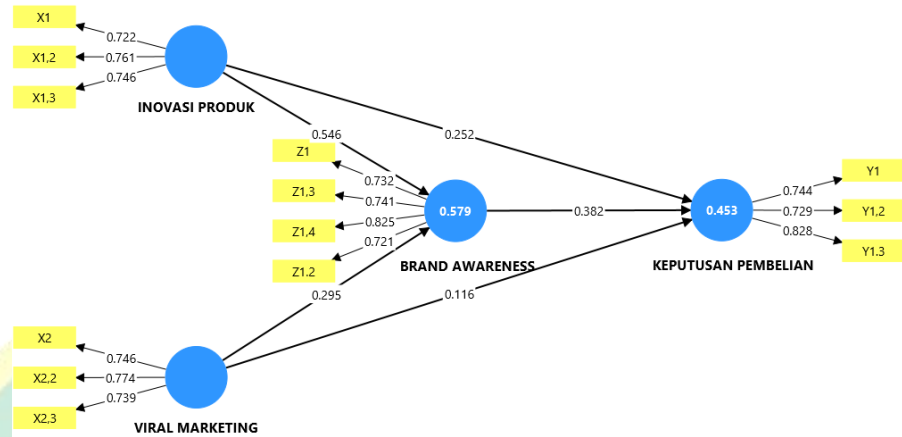 X1
0.722
X1,2
0.761
0.746
X1,3
INOVASI PRODUK
0.546
0.252
Z1
0.732
Z1,3
0.741
Z1,4
0.825
Z1.2
0.721
0.579
BRAND AWARENESS
0.382
0.453
KEPUTUSAN PEMBELIAN
0.744
Y1
0.729
Y1,2
0.828
Y1.3
0.295
0.116
X2
0.746
X2,2
0.774
0.739
X2,3
VIRAL MARKETING